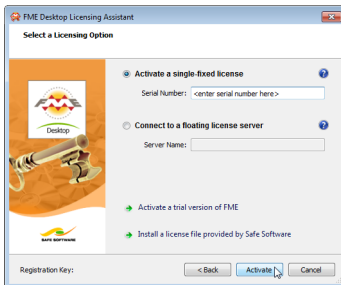 FME Desktop Licensing Assistant
Select a Licensing Option
FME
Desktop
SAFE SOFTWARE
Activate a single-fixed license
Serial Number: <enter serial number here>
Connect to a floating license server
Server Name:
Activate a trial version of FME
Install a license file provided by Safe Software
Registration Key:
< Back Activate Cancel